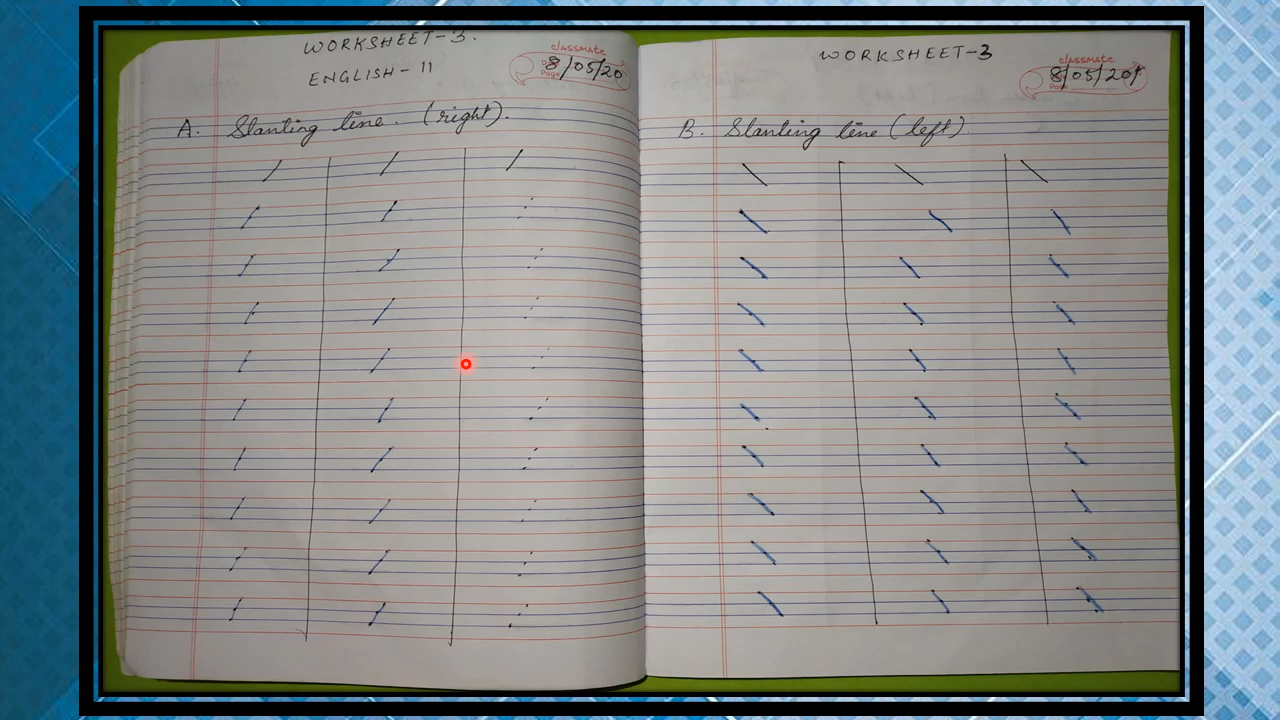 WORKSHEET-3.
ENGLISH-11
classmate
8/05/20
A. Slanting line. (right).
WORKSHEET-3
classmate
8/05/20
B. Slanting line (left)